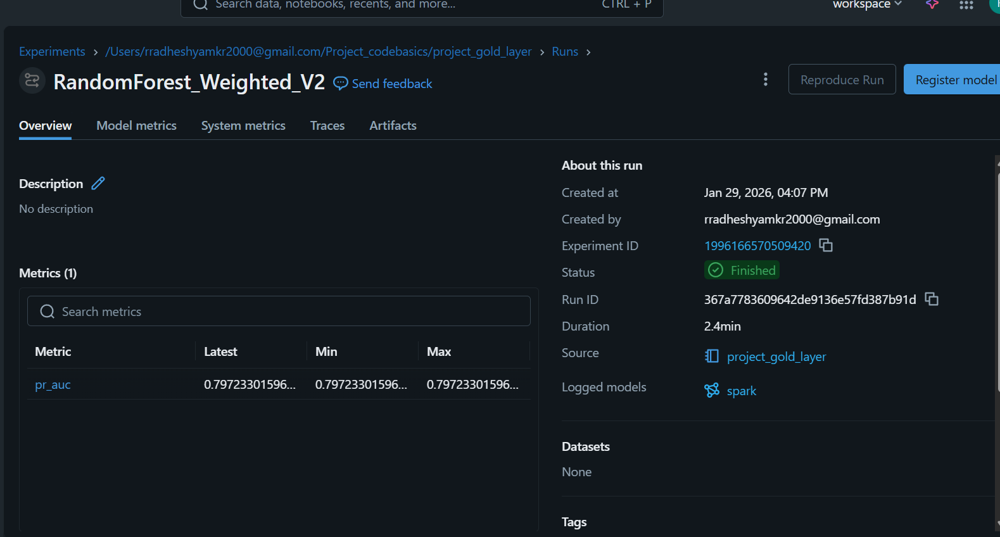 Search data, notebooks, recents, and more...
CTRL + P
workspace
Experiments > /Users/rradheshyamkr2000@gmail.com/Project_codebasics/project_gold_layer > Runs >
RandomForest_Weighted_V2
Send feedback
Reproduce Run
Register model
Overview
Model metrics
System metrics
Traces
Artifacts
Description
No description
Metrics (1)
Search metrics
Metric Latest Min Max
pr_auc 0.79723301596... 0.79723301596... 0.79723301596...
About this run
Created at Jan 29, 2026, 04:07 PM
Created by rradheshyamkr2000@gmail.com
Experiment ID 1996166570509420
Status Finished
Run ID 367a7783609642de9136e57fd387b91d
Duration 2.4min
Source project_gold_layer
Logged models spark
Datasets
None
Tags